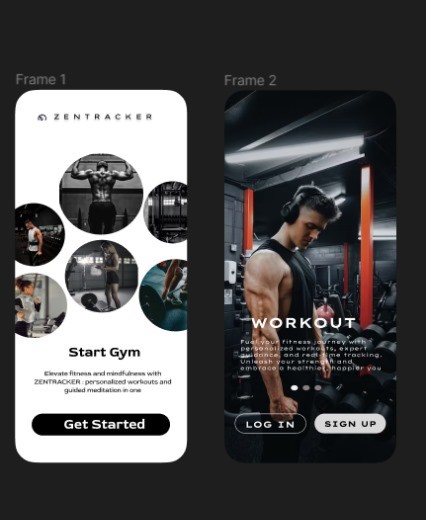 Frame 1
ZENTRACKER
Start Gym
Elevate fitness and mindfulness with
ZENTRACKER : personalized workouts and
guided meditation in one
Get Started
Frame 2
WORKOUT
Fuel your fitness journey with
personalized workouts, expert
guidance, and real-time tracking.
Unleash your strength and
embrace a healthier, happier you
LOG IN
SIGN UP